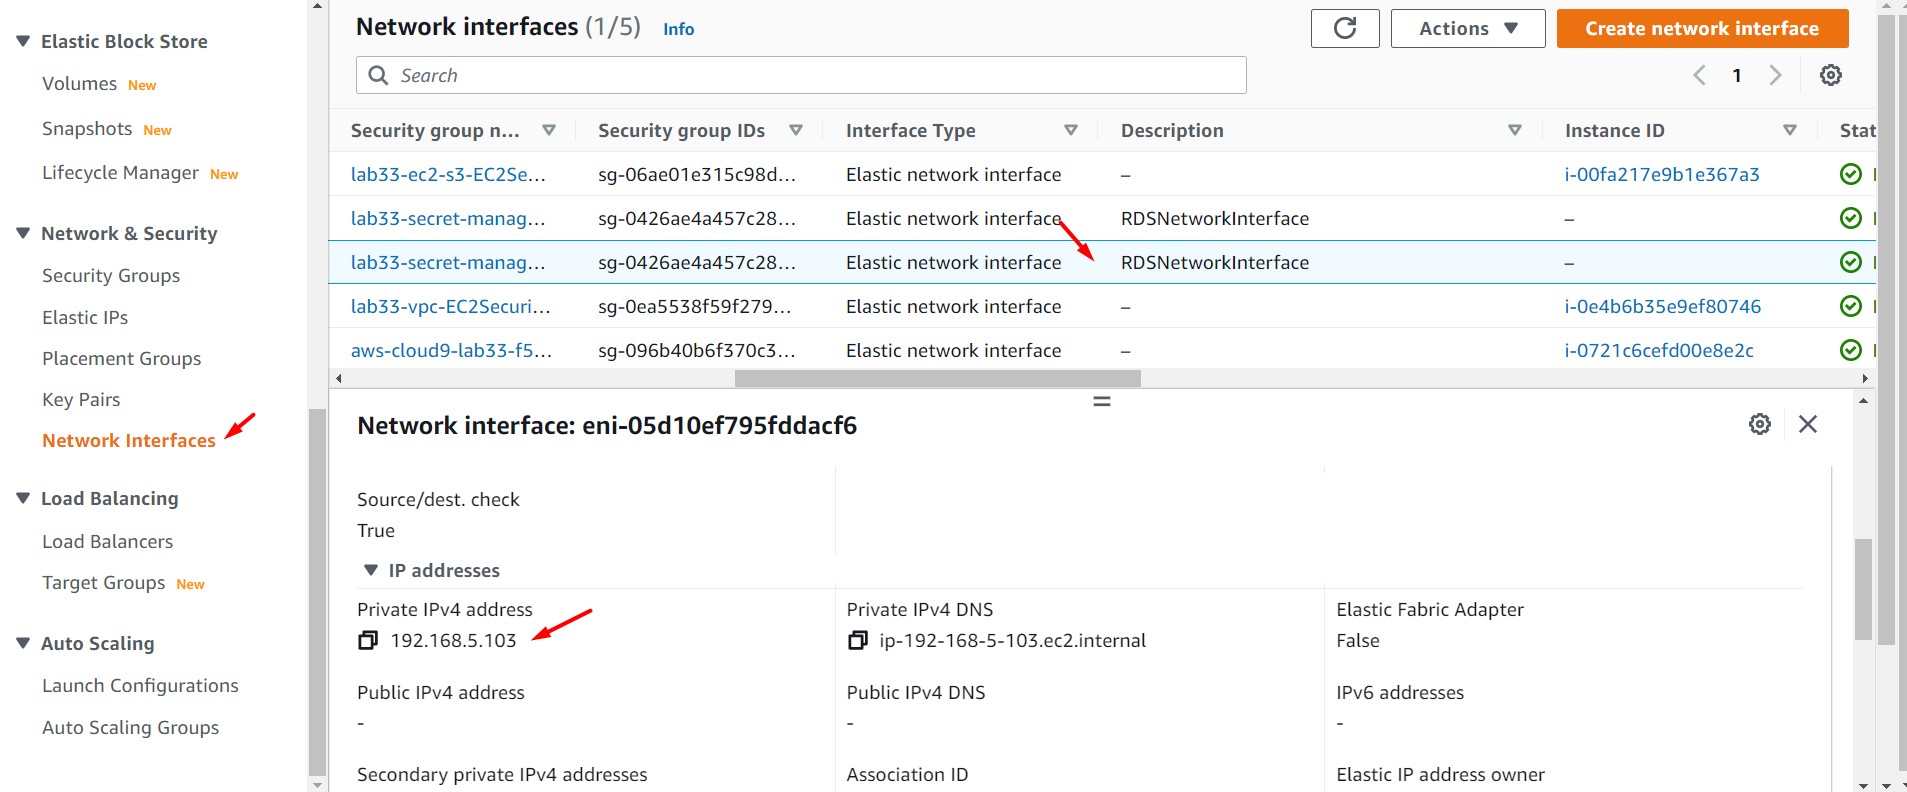 Elastic Block Store
Volumes New
Snapshots New
Lifecycle Manager New
Network & Security
Security Groups
Elastic IPs
Placement Groups
Key Pairs
Network Interfaces
Load Balancing
Load Balancers
Target Groups New
Auto Scaling
Launch Configurations
Auto Scaling Groups
Network interfaces (1/5) Info
Actions
Create network interface
Search
1
Security group n... Security group IDs Interface Type Description Instance ID Stat
lab33-ec2-s3-EC2Se... sg-06ae01e315c98d... Elastic network interface – i-00fa217e9b1e367a3
lab33-secret-manag... sg-0426ae4a457c28... Elastic network interface RDSNetworkInterface –
lab33-secret-manag... sg-0426ae4a457c28... Elastic network interface RDSNetworkInterface –
lab33-vpc-EC2Securi... sg-0ea5538f59f279... Elastic network interface – i-0e4b6b35e9ef80746
aws-cloud9-lab33-f5... sg-096b40b6f370c3... Elastic network interface – i-0721c6cefd00e8e2c
Network interface: eni-05d10ef795fddacf6
Source/dest. check
True
IP addresses
Private IPv4 address Private IPv4 DNS Elastic Fabric Adapter
192.168.5.103 ip-192-168-5-103.ec2.internal False
Public IPv4 address Public IPv4 DNS IPv6 addresses
- - -
Secondary private IPv4 addresses Association ID Elastic IP address owner